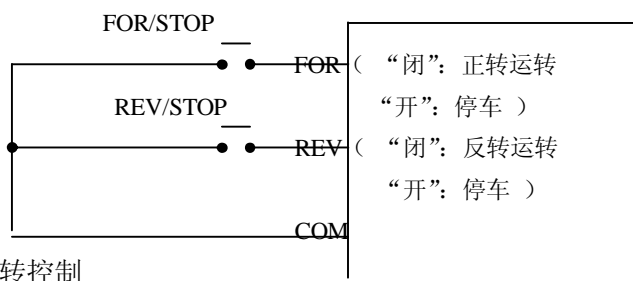 FOR/STOP
FOR（ “闭”：正转运转
“开”：停车 ）
REV/STOP
REV（ “闭”：反转运转
“开”：停车 ）
COM
转控制